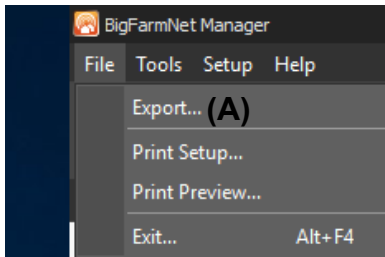 BigFarmNet Manager
File Tools Setup Help
Export... (A)
Print Setup...
Print Preview...
Exit... Alt+F4